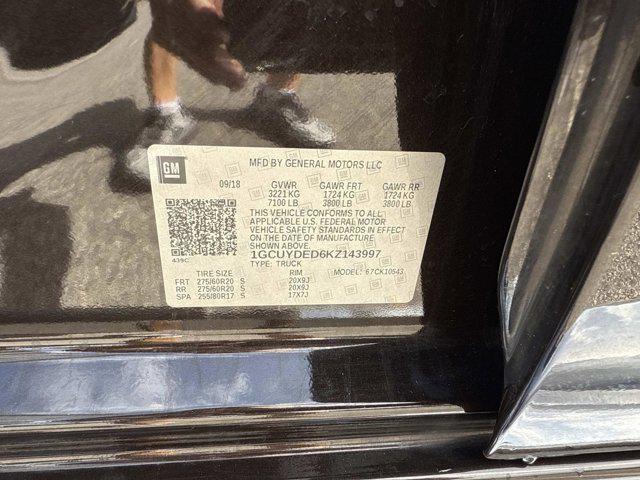 GM
MFD BY GENERAL MOTORS LLC
09/18 GVWR GAWR FRT GAWR RR
3221 KG 1724 KG 1724 KG
7100 LB 3800 LB 3800 LB
THIS VEHICLE CONFORMS TO ALL
APPLICABLE U.S. FEDERAL MOTOR
VEHICLE SAFETY STANDARDS IN
EFFECT ON THE DATE OF MANUFACTURE
SHOWN ABOVE.
1GCUYDED6KZ143997
439C TYPE: TRUCK
TIRE SIZE RIM MODEL: 67CK10543
FRT 275/60R20 S 20X9J
RR 275/60R20 S 20X9J
SPA 255/80R17 S 17X7J